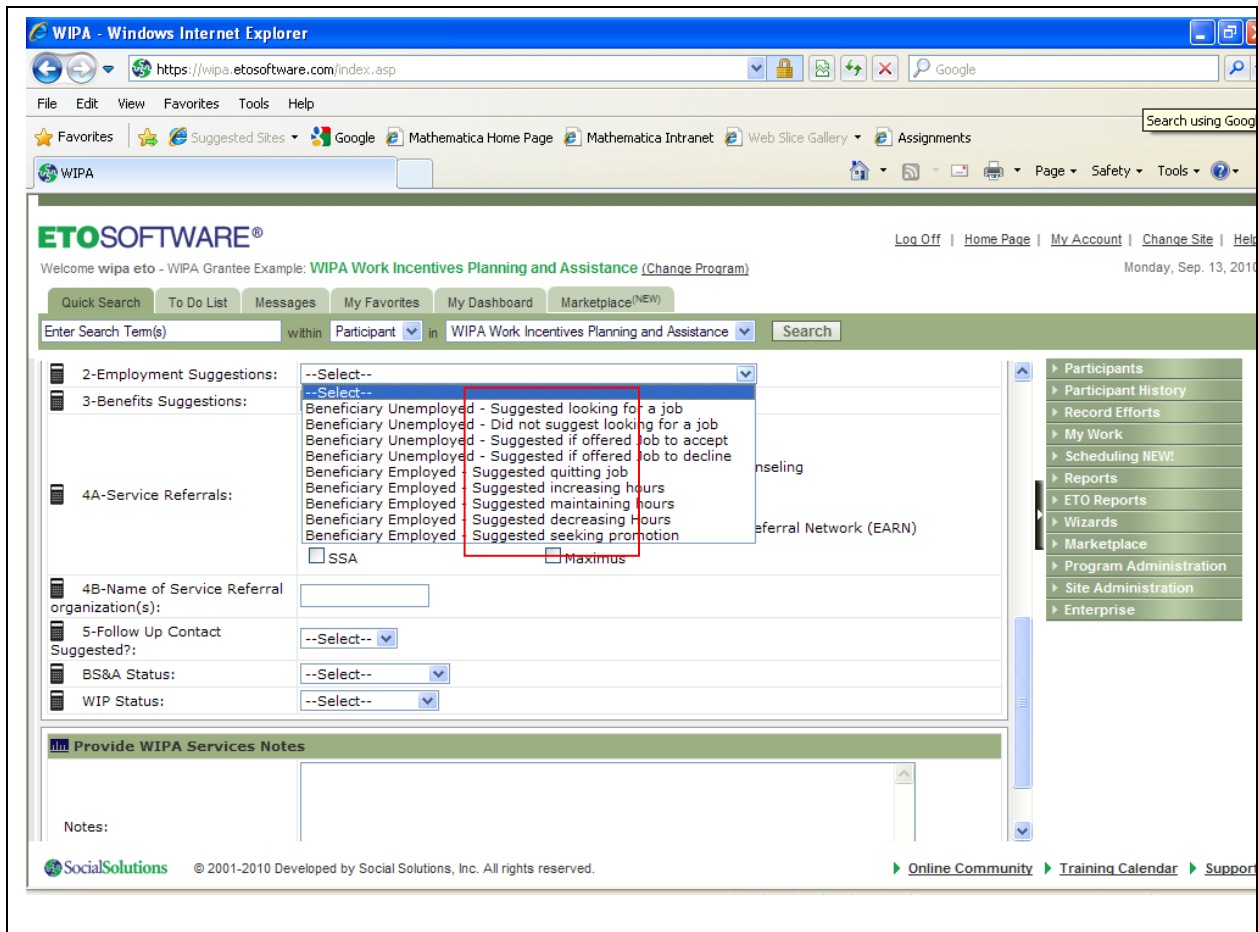 WIPA - Windows Internet Explorer
https://wipa.etosoftware.com/index.asp
Google
File Edit View Favorites Tools Help
Search using Goog
Favorites Suggested Sites Google Mathematica Home Page Mathematica Intranet Web Slice Gallery Assignments
WIPA
Page Safety Tools
ETOSOFTWARE®
Log Off | Home Page | My Account | Change Site | Help
Welcome wipa eto - WIPA Grantee Example: WIPA Work Incentives Planning and Assistance (Change Program)
Monday, Sep. 13, 2010
Quick Search To Do List Messages My Favorites My Dashboard Marketplace(NEW)
Enter Search Term(s) within Participant in WIPA Work Incentives Planning and Assistance Search
2-Employment Suggestions: --Select--
--Select--
3-Benefits Suggestions:
Beneficiary Unemployed - Suggested looking for a job
Beneficiary Unemployed - Did not suggest looking for a job
Beneficiary Unemployed - Suggested if offered Job to accept
Beneficiary Unemployed - Suggested if offered Job to decline
Beneficiary Employed - Suggested quitting job
nseling
Beneficiary Employed - Suggested increasing hours
4A-Service Referrals:
Beneficiary Employed - Suggested maintaining hours
Beneficiary Employed - Suggested decreasing Hours
eferral Network (EARN)
Beneficiary Employed - Suggested seeking promotion
SSA Maximus
4B-Name of Service Referral
organization(s):
5-Follow Up Contact
Suggested?: --Select--
BS&A Status: --Select--
WIP Status: --Select--
Provide WIPA Services Notes
Notes:
Participants
Participant History
Record Efforts
My Work
Scheduling NEW!
Reports
ETO Reports
Wizards
Marketplace
Program Administration
Site Administration
Enterprise
SocialSolutions © 2001-2010 Developed by Social Solutions, Inc. All rights reserved.
Online Community Training Calendar Support